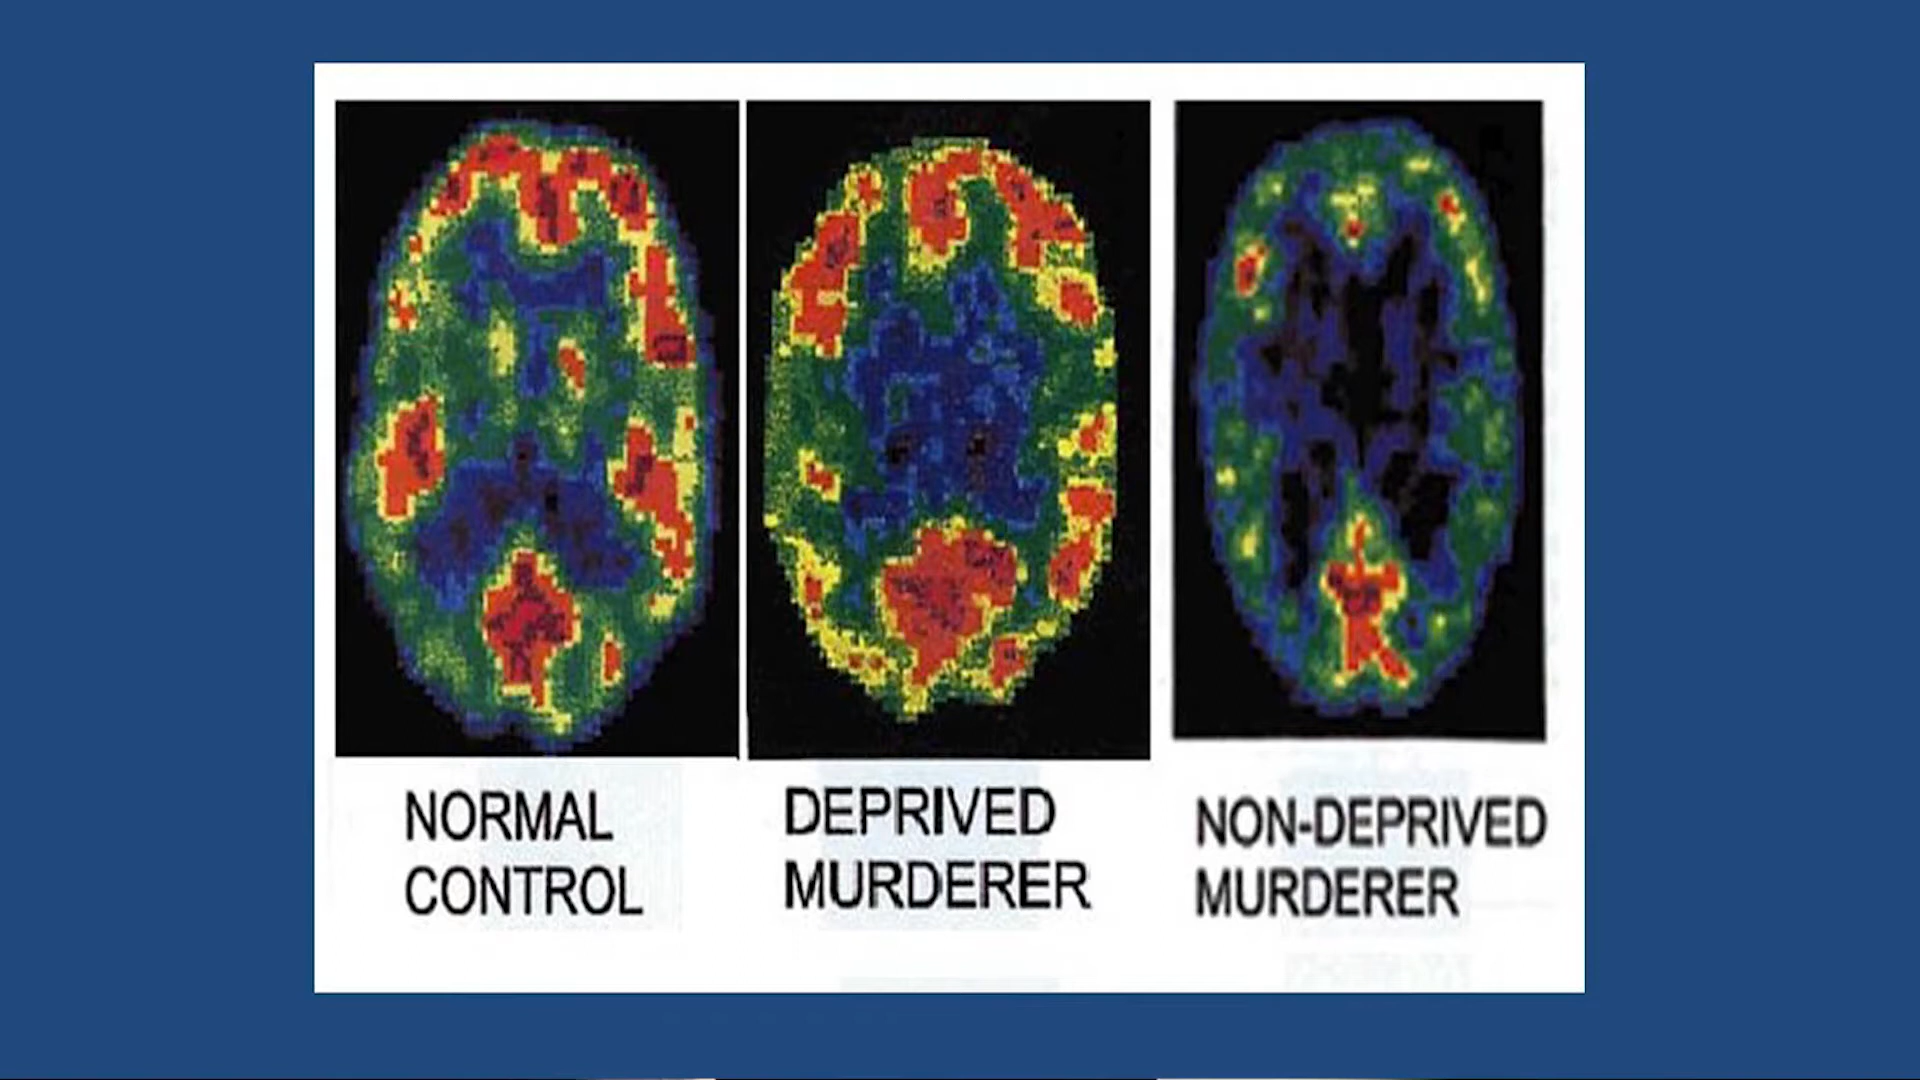 NORMAL
CONTROL
DEPRIVED
MURDERER
NON-DEPRIVED
MURDERER